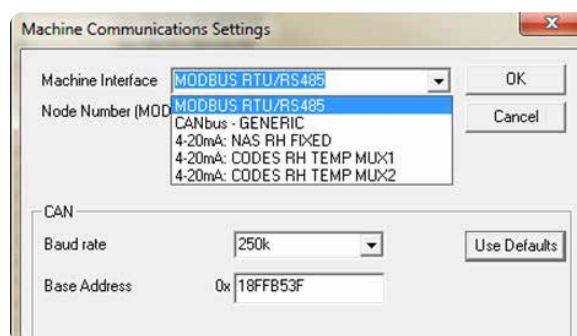 Machine Communications Settings
Machine Interface MODBUS RTU/RS485 OK
Node Number (MOD MODBUS RTU/RS485
CANbus - GENERIC Cancel
4-20mA: NAS RH FIXED
4-20mA: CODES RH TEMP MUX1
4-20mA: CODES RH TEMP MUX2
CAN
Baud rate 250k Use Defaults
Base Address 0x 18FFB53F